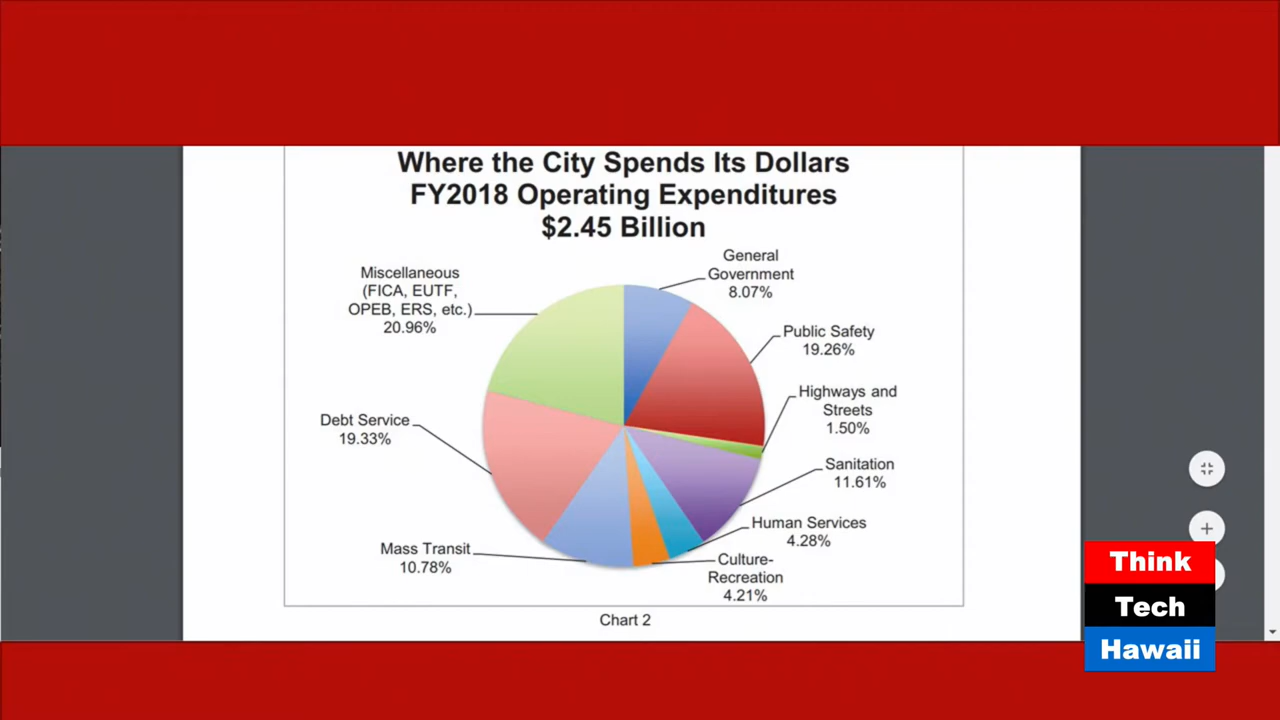 Where the City Spends Its Dollars
FY2018 Operating Expenditures
$2.45 Billion
General
Government
8.07%
Public Safety
19.26%
Highways and
Streets
1.50%
Sanitation
11.61%
Human Services
4.28%
Culture-
Recreation
4.21%
Mass Transit
10.78%
Debt Service
19.33%
Miscellaneous
(FICA, EUTF,
OPEB, ERS, etc.)
20.96%
Chart 2
Think
Tech
Hawaii